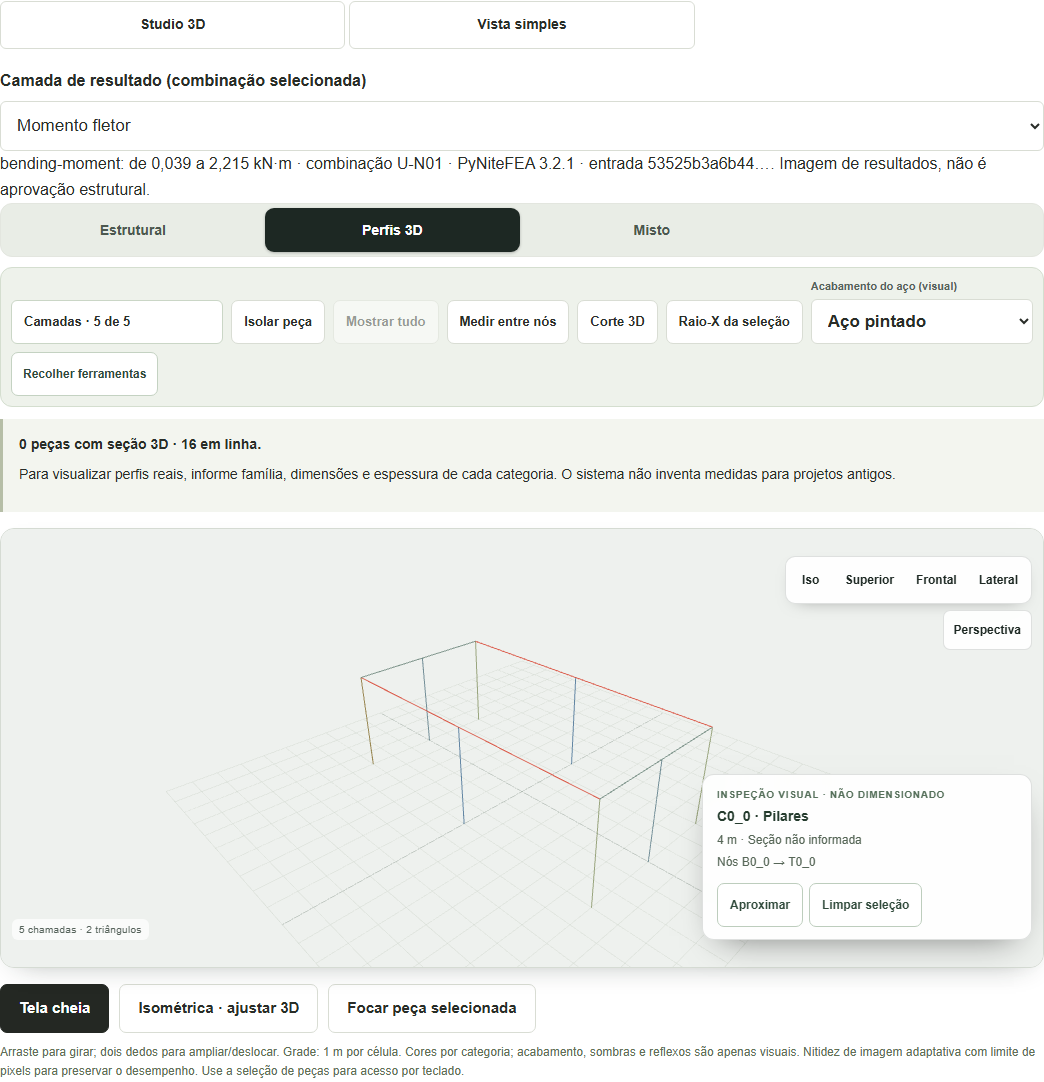 Studio 3D
Vista simples
Camada de resultado (combinação selecionada)
Momento fletor
bending-moment: de 0,039 a 2,215 kN·m · combinação U-N01 · PyNiteFEA 3.2.1 · entrada 53525b3a6b44…. Imagem de resultados, não é
aprovação estrutural.
Estrutural
Perfis 3D
Misto
Acabamento do aço (visual)
Camadas · 5 de 5
Isolar peça
Mostrar tudo
Medir entre nós
Corte 3D
Raio-X da seleção
Aço pintado
Recolher ferramentas
0 peças com seção 3D · 16 em linha.
Para visualizar perfis reais, informe família, dimensões e espessura de cada categoria. O sistema não inventa medidas para projetos antigos.
Iso
Superior
Frontal
Lateral
Perspectiva
INSPEÇÃO VISUAL · NÃO DIMENSIONADO
C0_0 · Pilares
4 m · Seção não informada
Nós B0_0 → T0_0
Aproximar
Limpar seleção
5 chamadas · 2 triângulos
Tela cheia
Isométrica · ajustar 3D
Focar peça selecionada
Arraste para girar; dois dedos para ampliar/deslocar. Grade: 1 m por célula. Cores por categoria; acabamento, sombras e reflexos são apenas visuais. Nitidez de imagem adaptativa com limite de
pixels para preservar o desempenho. Use a seleção de peças para acesso por teclado.